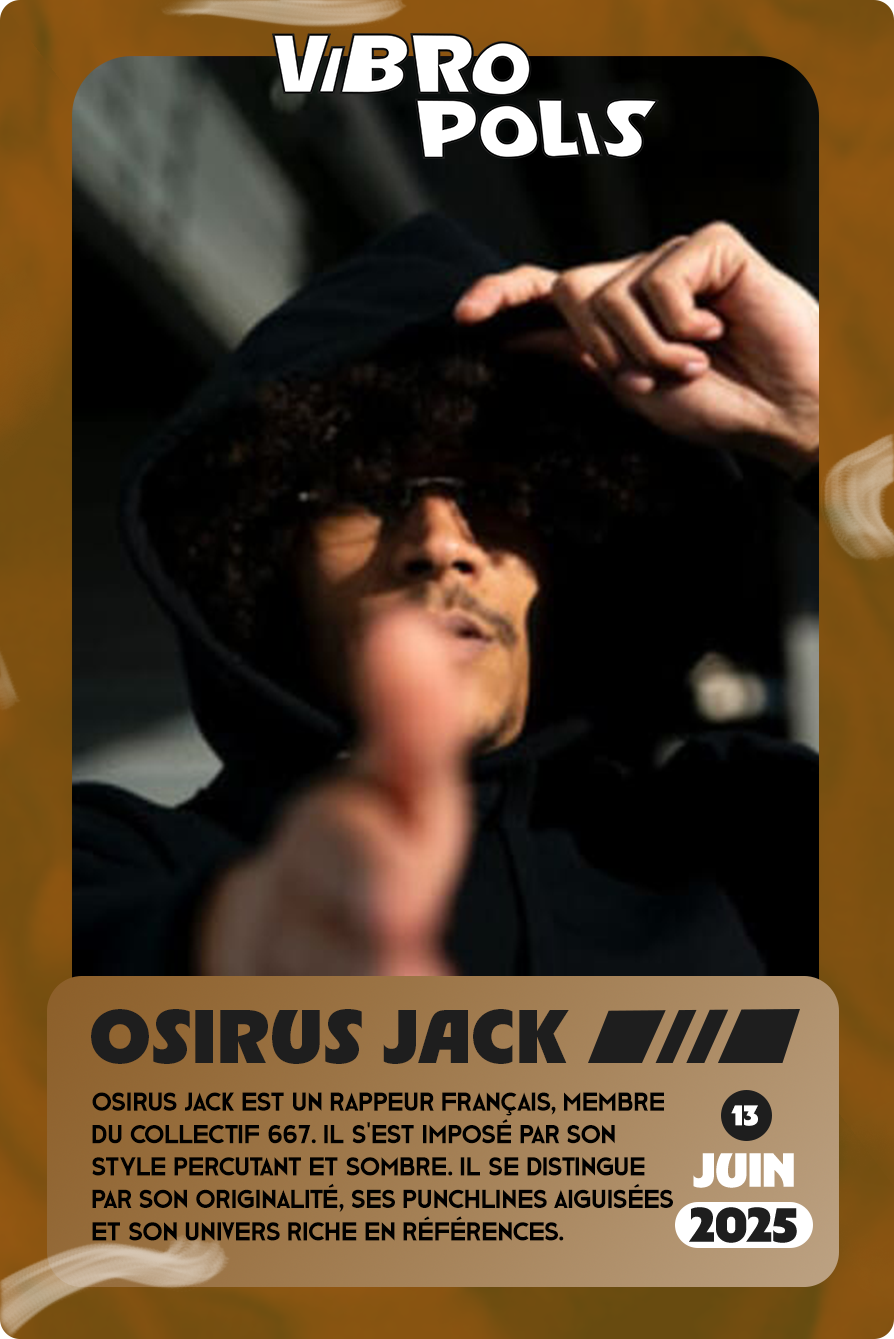 VIBRO
POLIS
OSIRUS JACK
OSIRUS JACK EST UN RAPPEUR FRANÇAIS, MEMBRE
DU COLLECTIF 667. IL S'EST IMPOSÉ PAR SON
STYLE PERCUTANT ET SOMBRE. IL SE DISTINGUE
PAR SON ORIGINALITÉ, SES PUNCHLINES AIGUISÉES
ET SON UNIVERS RICHE EN RÉFÉRENCES.
13
JUIN
2025